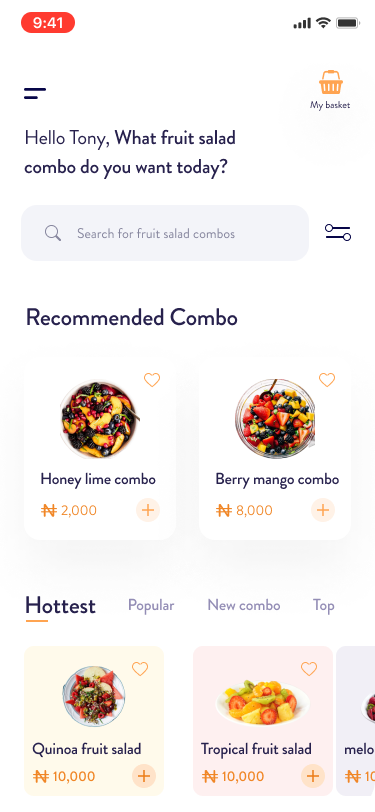 9:41
My basket
Hello Tony, What fruit salad
combo do you want today?
Search for fruit salad combos
Recommended Combo
Honey lime combo
Berry mango combo
₦ 2,000
₦ 8,000
Hottest
Popular
New combo
Top
Quinoa fruit salad
Tropical fruit salad
melo
₦ 10,000
₦ 10,000
₦ 10